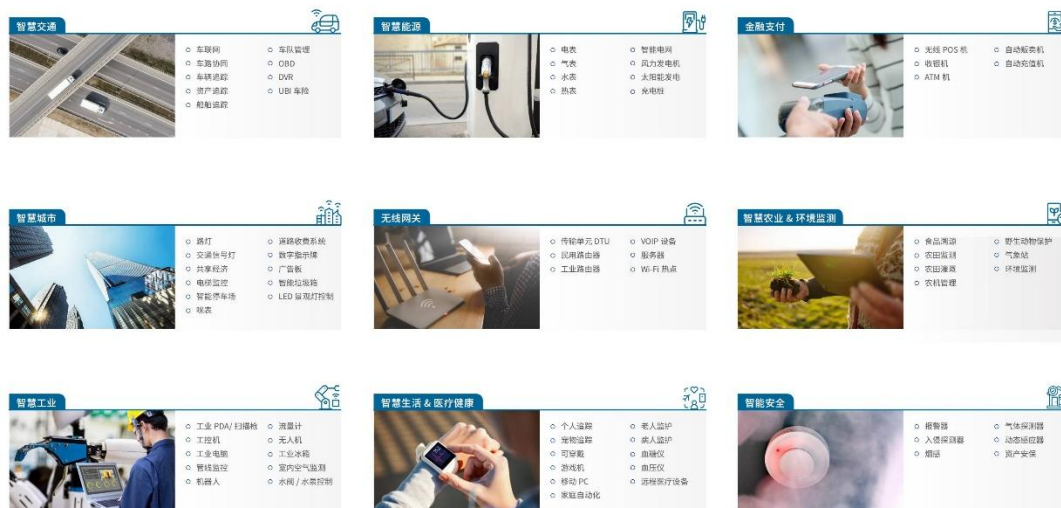 智慧交通
车联网
车路协同
车辆追踪
资产追踪
船舶追踪
车队管理
OBD
DVR
UBI 车险
智慧能源
电表
气表
水表
热表
智能电网
风力发电机
太阳能发电
充电桩
金融支付
无线 POS 机
收银机
ATM 机
自动贩卖机
自动充值机
智慧城市
路灯
交通信号灯
共享经济
电梯监控
智能停车场
咪表
道路收费系统
数字指示牌
广告板
智能垃圾箱
LED 景观灯控制
无线网关
传输单元 DTU
民用路由器
工业路由器
VOIP 设备
服务器
Wi-Fi 热点
智慧农业 & 环境监测
食品溯源
农田监测
农田灌溉
农机管理
野生动物保护
气象站
环境监测
智慧工业
工业 PDA/ 扫描枪
工控机
工业电脑
管线监控
机器人
流量计
无人机
工业冰箱
室内空气监测
水阀 / 水泵控制
智慧生活 & 医疗健康
个人追踪
宠物追踪
可穿戴
游戏机
移动 PC
家庭自动化
老人监护
病人监护
血糖仪
血压仪
远程医疗设备
智能安全
报警器
入侵探测器
烟感
气体探测器
动态感应器
资产安保